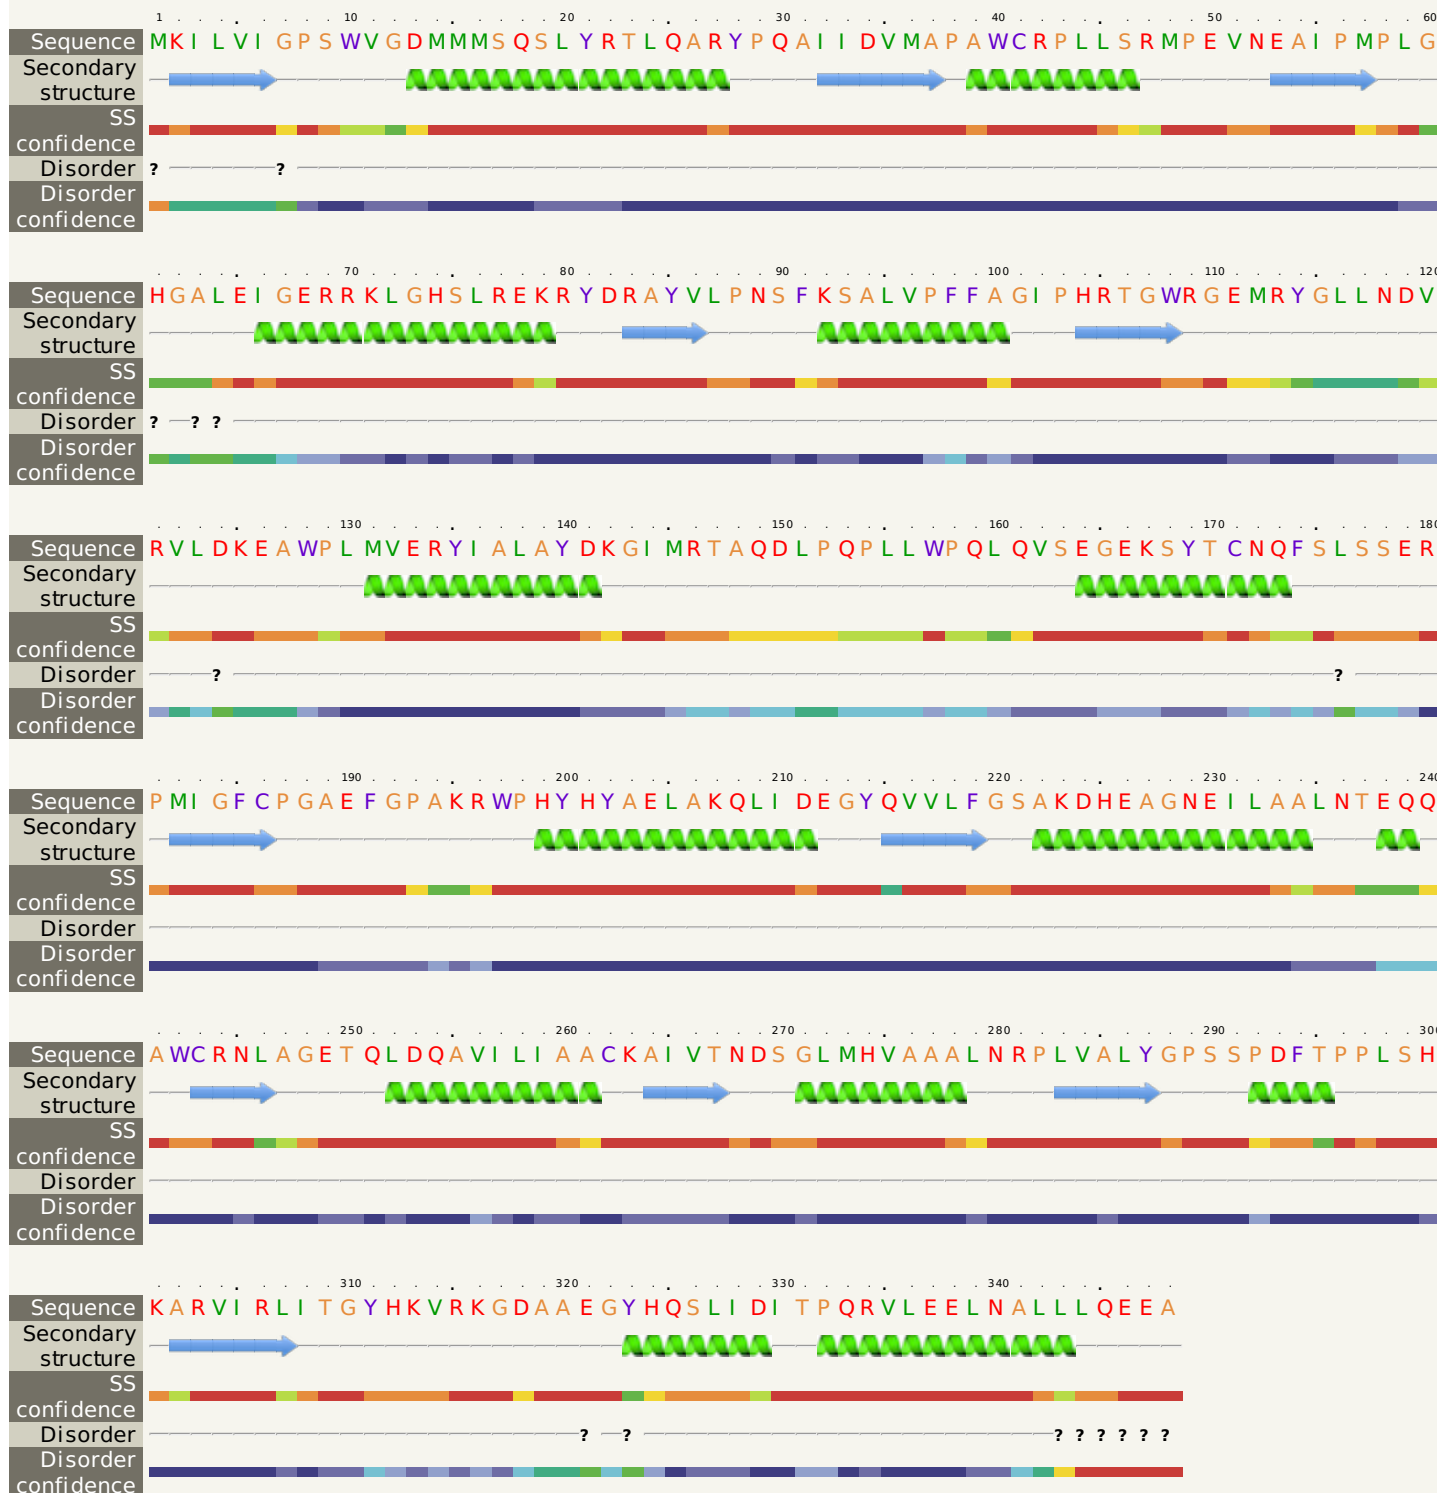 1 10 20 30 40 50 60
Sequence MKILVIGPSWVGDMMMSQSLYRTLQARYPQAIIDVMAPAWCRPLLSRMPEVNEAIPMPLG
Secondary
structure
SS
confidence
Disorder ? ?
Disorder
confidence
70 80 90 100 110 120
Sequence HGALEIGERRKLGHSLREKRYDRAYVLPNSFKSALVPFFAGIPHRTGWRGEMRYGLLNDV
Secondary
structure
SS
confidence
Disorder ? ? ?
Disorder
confidence
130 140 150 160 170 180
Sequence RVLDKEAWPLMVERYIALAYDKGIMRTAQDLPQPLLWPQLQVSEGEKSYTCNQFSLSSER
Secondary
structure
SS
confidence
Disorder ? ?
Disorder
confidence
190 200 210 220 230 240
Sequence PMIGFCPGAEFGPAKRWPHYHYAELAKQLIDEGYQVVLFGSAKDHEAGNEILAALNTEQQ
Secondary
structure
SS
confidence
Disorder
Disorder
confidence
250 260 270 280 290 300
Sequence AWCRNLAGETQLDQAVILIAACKAIVTNDSGLMHVAAALNRPLVALYGPSSPDFTPPLSH
Secondary
structure
SS
confidence
Disorder
Disorder
confidence
310 320 330 340
Sequence KARVIRLITGYHKVRKGDAAEGYHQSLIDITPQRVLEELNALLLQEEA
Secondary
structure
SS
confidence
Disorder ? ? ? ? ? ? ? ?
Disorder
confidence